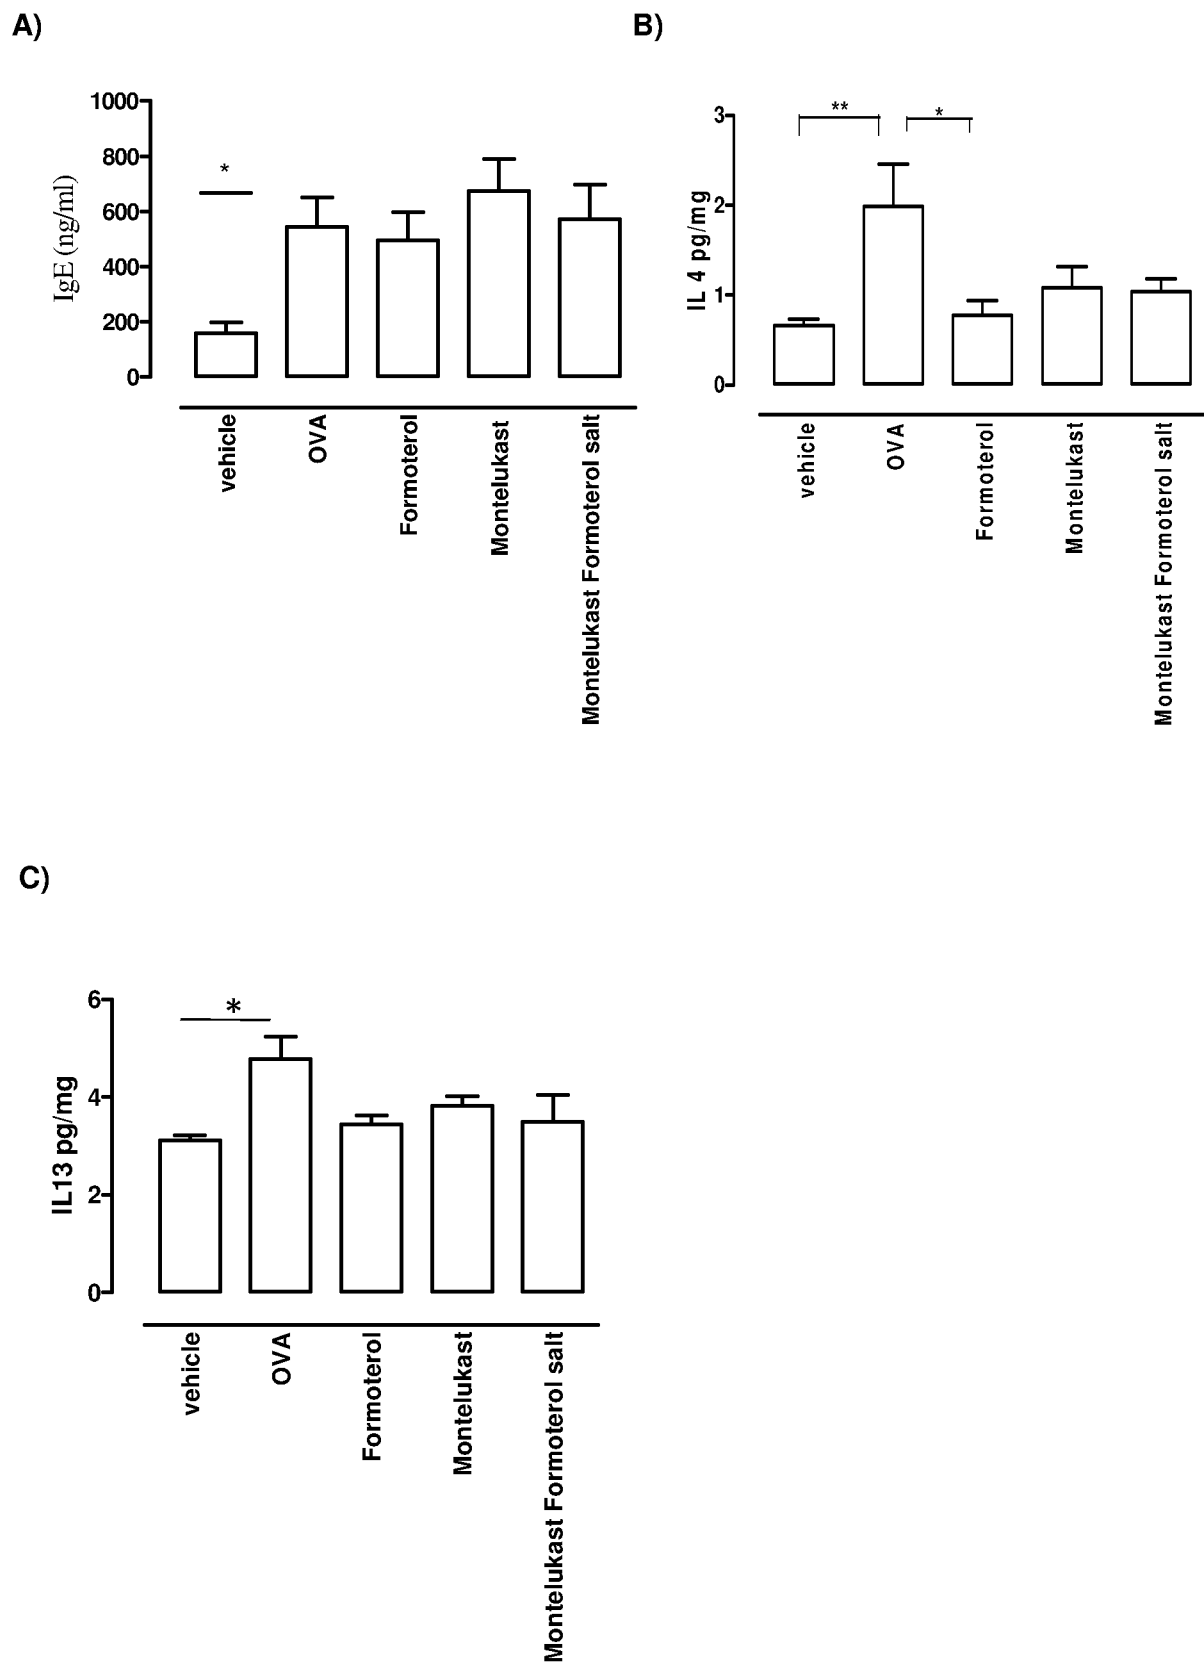 A)
1000
800
600
400
200
0
IgE (ng/ml)
*
vehicle
OVA
Formoterol
Montelukast
Montelukast Formoterol salt
B)
3
2
1
0
IL 4 pg/mg
**
*
vehicle
OVA
Formoterol
Montelukast
Montelukast Formoterol salt
C)
6
4
2
0
IL13 pg/mg
*
vehicle
OVA
Formoterol
Montelukast
Montelukast Formoterol salt